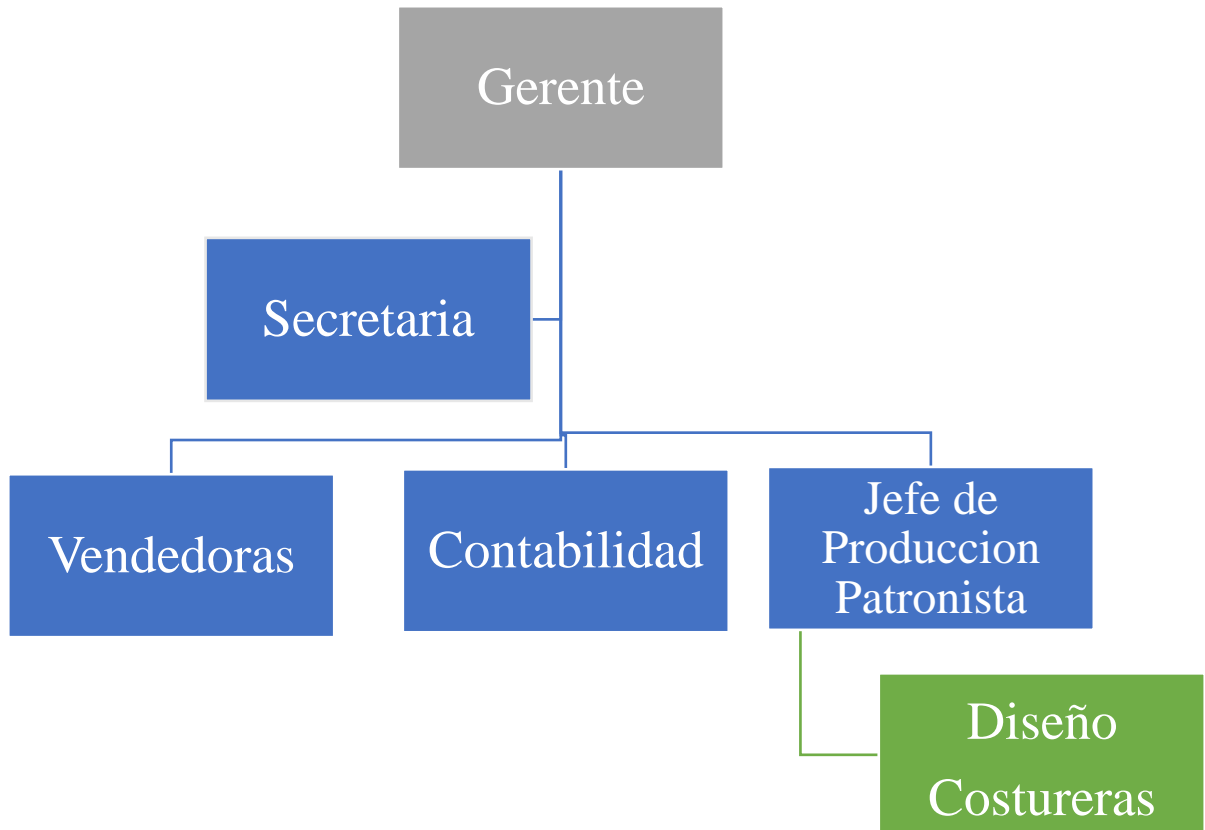 Gerente
Secretaria
Vendedoras
Contabilidad
Jefe de
Produccion
Patronista
Diseño
Costureras